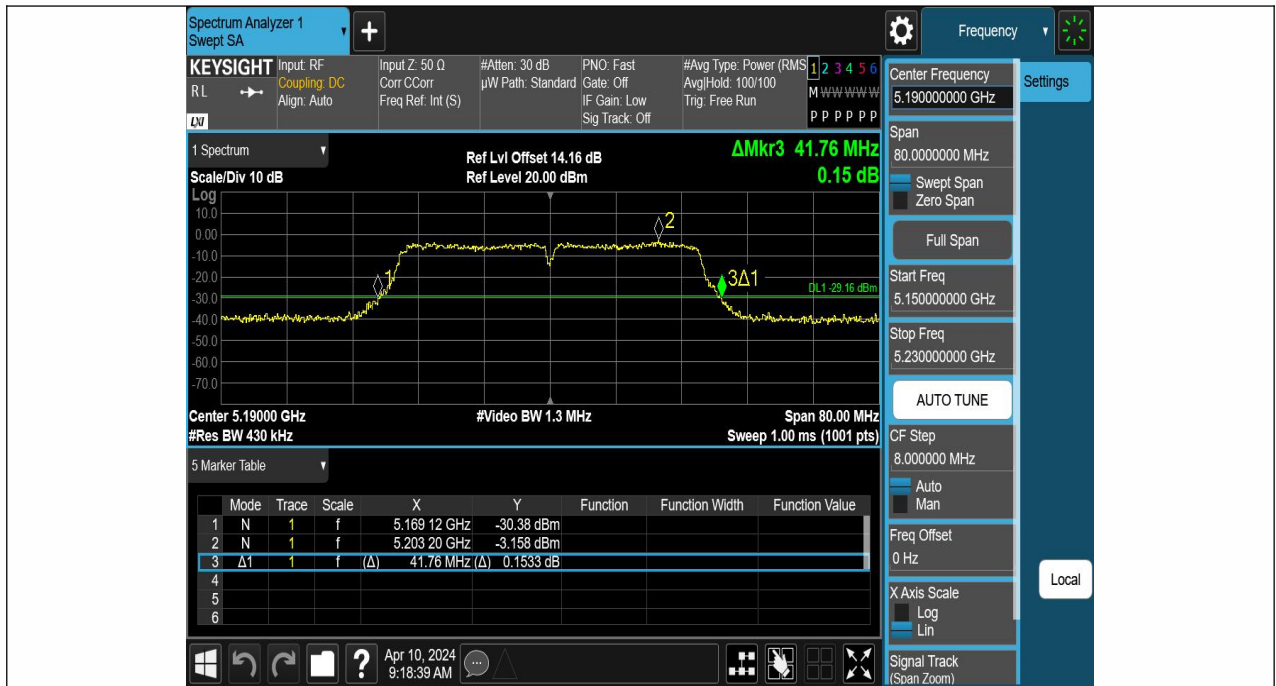 Spectrum Analyzer 1
Swept SA
+
Frequency
KEYSIGHT
RL
LXI
Input: RF
Coupling: DC
Align: Auto
Input Z: 50 Ω
Corr CCorr
Freq Ref: Int (S)
#Atten: 30 dB
µW Path: Standard
PNO: Fast
Gate: Off
IF Gain: Low
Sig Track: Off
#Avg Type: Power (RMS
Avg|Hold: 100/100
Trig: Free Run
1 2 3 4 5 6
M W W W W W
P P P P P P
1 Spectrum
Scale/Div 10 dB
Ref Lvl Offset 14.16 dB
Ref Level 20.00 dBm
ΔMkr3 41.76 MHz
0.15 dB
Log
10.0
0.00
-10.0
-20.0
-30.0
-40.0
-50.0
-60.0
-70.0
1
2
3Δ1
DL1 -29.16 dBm
Center 5.19000 GHz
#Video BW 1.3 MHz
Span 80.00 MHz
#Res BW 430 kHz
Sweep 1.00 ms (1001 pts)
5 Marker Table
Mode Trace Scale X Y Function Function Width Function Value
1 N 1 f 5.169 12 GHz -30.38 dBm
2 N 1 f 5.203 20 GHz -3.158 dBm
3 Δ1 1 f (Δ) 41.76 MHz (Δ) 0.1533 dB
4
5
6
?
Apr 10, 2024
9:18:39 AM
Center Frequency
5.190000000 GHz
Span
80.0000000 MHz
Swept Span
Zero Span
Full Span
Start Freq
5.150000000 GHz
Stop Freq
5.230000000 GHz
AUTO TUNE
CF Step
8.000000 MHz
Auto
Man
Freq Offset
0 Hz
X Axis Scale
Log
Lin
Signal Track
(Span Zoom)
Settings
Local